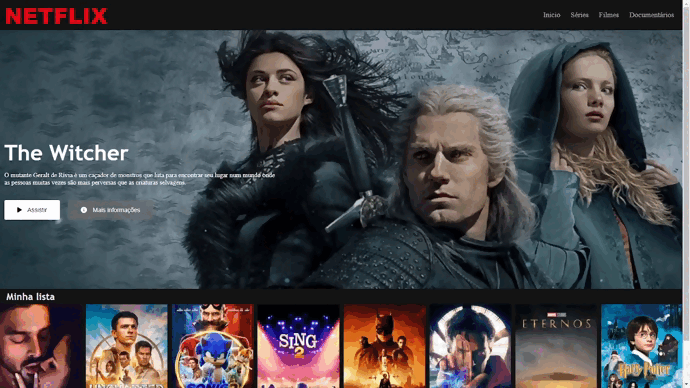 NETFLIX
Inicio Séries Filmes Documentários
The Witcher
O mutante Geralt de Rívia é um caçador de monstros que luta para encontrar seu lugar num mundo onde
as pessoas muitas vezes são mais perversas que as criaturas selvagens.
Assistir Mais informações
Minha lista
SING
2
ETERNOS
Harry Potter